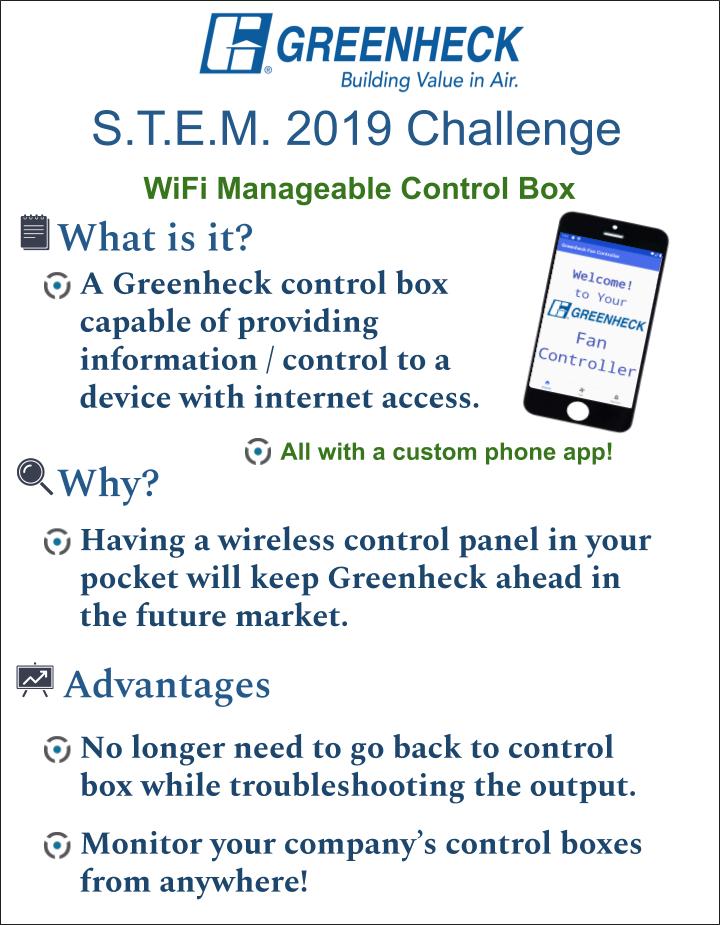 GREENHECK
Building Value in Air.
S.T.E.M. 2019 Challenge
WiFi Manageable Control Box
What is it?
A Greenheck control box
capable of providing
information / control to a
device with internet access.
Greenheck Fan Controller
Welcome!
to Your
GREENHECK
Fan
Controller
All with a custom phone app!
Why?
Having a wireless control panel in your
pocket will keep Greenheck ahead in
the future market.
Advantages
No longer need to go back to control
box while troubleshooting the output.
Monitor your company’s control boxes
from anywhere!